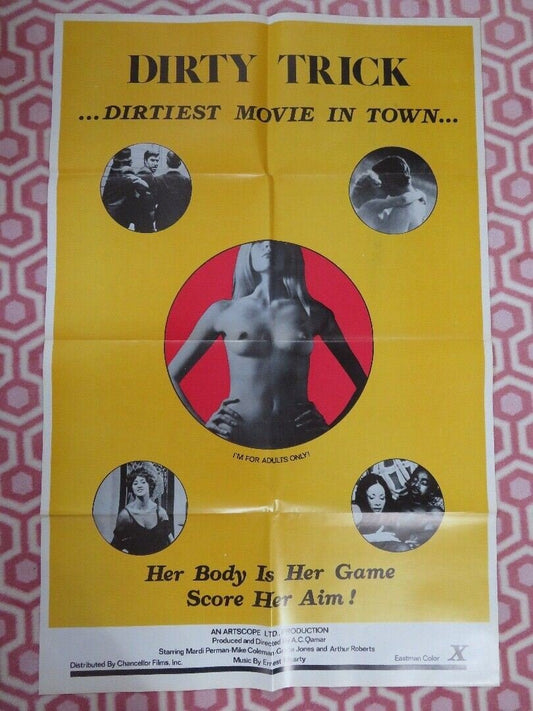 DIRTY TRICK
...DIRTIEST MOVIE IN TOWN...
I'M FOR ADULTS ONLY!
Her Body Is Her Game
Score Her Aim!
AN ARTSCOPE LTD. PRODUCTION
Produced and Directed by A.C. Qamar
Starring Mardi Perman-Mike Coleman- Jones and Arthur Roberts
Distributed By Chancellor Films, Inc.
Music By
Eastman Color X